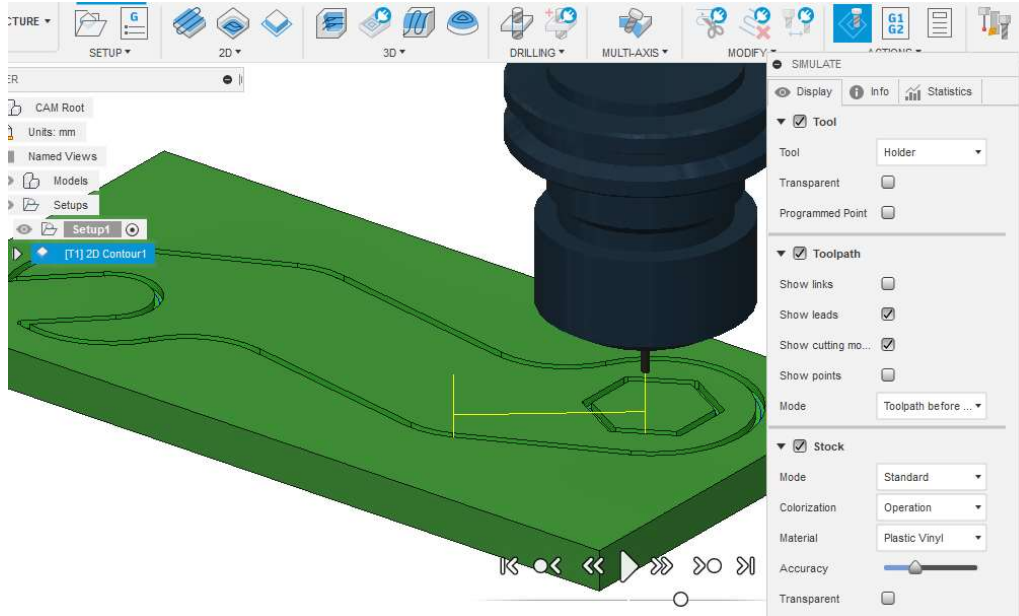 CTURE
SETUP
2D
3D
DRILLING
MULTI-AXIS
MODIFY
G
G1
G2
SIMULATE
Display
Info
Statistics
Tool
Tool
Holder
Transparent
Programmed Point
Toolpath
Show links
Show leads
Show cutting mo...
Show points
Mode
Toolpath before ...
Stock
Mode
Standard
Colorization
Operation
Material
Plastic Vinyl
Accuracy
Transparent
ER
CAM Root
Units: mm
Named Views
Models
Setups
Setup1
[T1] 2D Contour1